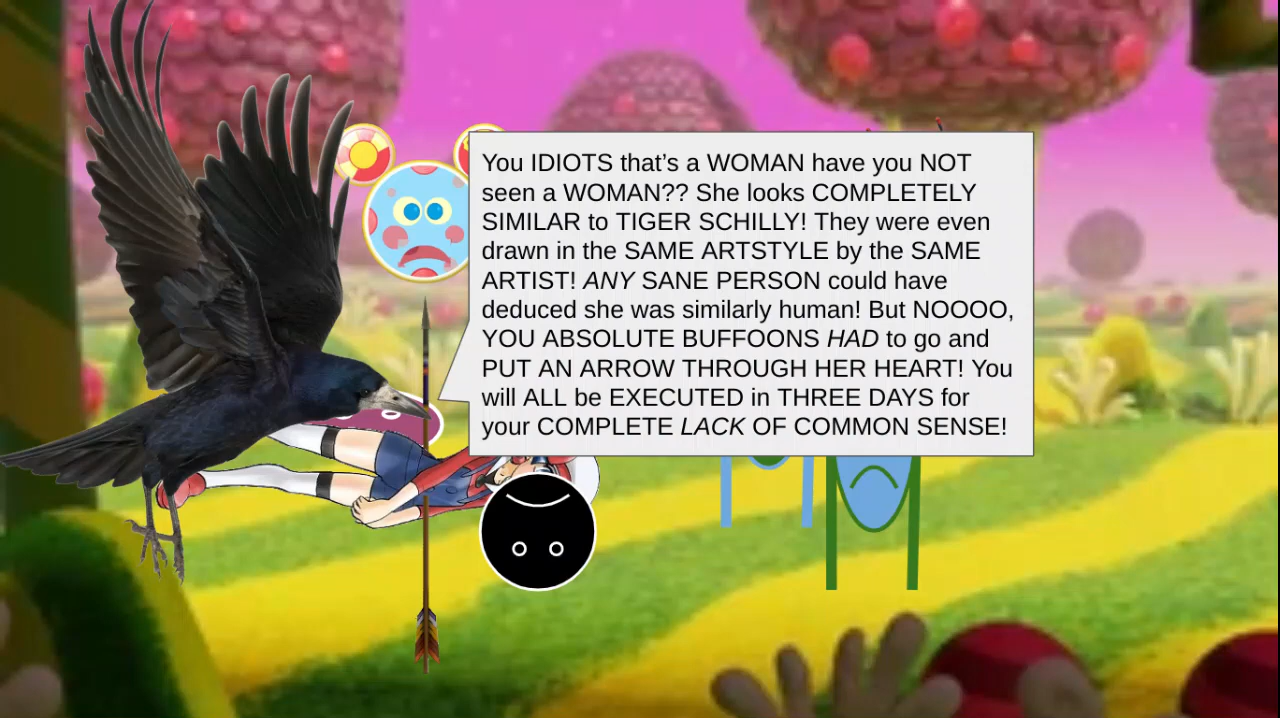 You IDIOTS that’s a WOMAN have you NOT
seen a WOMAN?? She looks COMPLETELY
SIMILAR to TIGER SCHILLY! They were even
drawn in the SAME ARTSTYLE by the SAME
ARTIST! ANY SANE PERSON could have
deduced she was similarly human! But NOOOO,
YOU ABSOLUTE BUFFOONS HAD to go and
PUT AN ARROW THROUGH HER HEART! You
will ALL be EXECUTED in THREE DAYS for
your COMPLETE LACK OF COMMON SENSE!